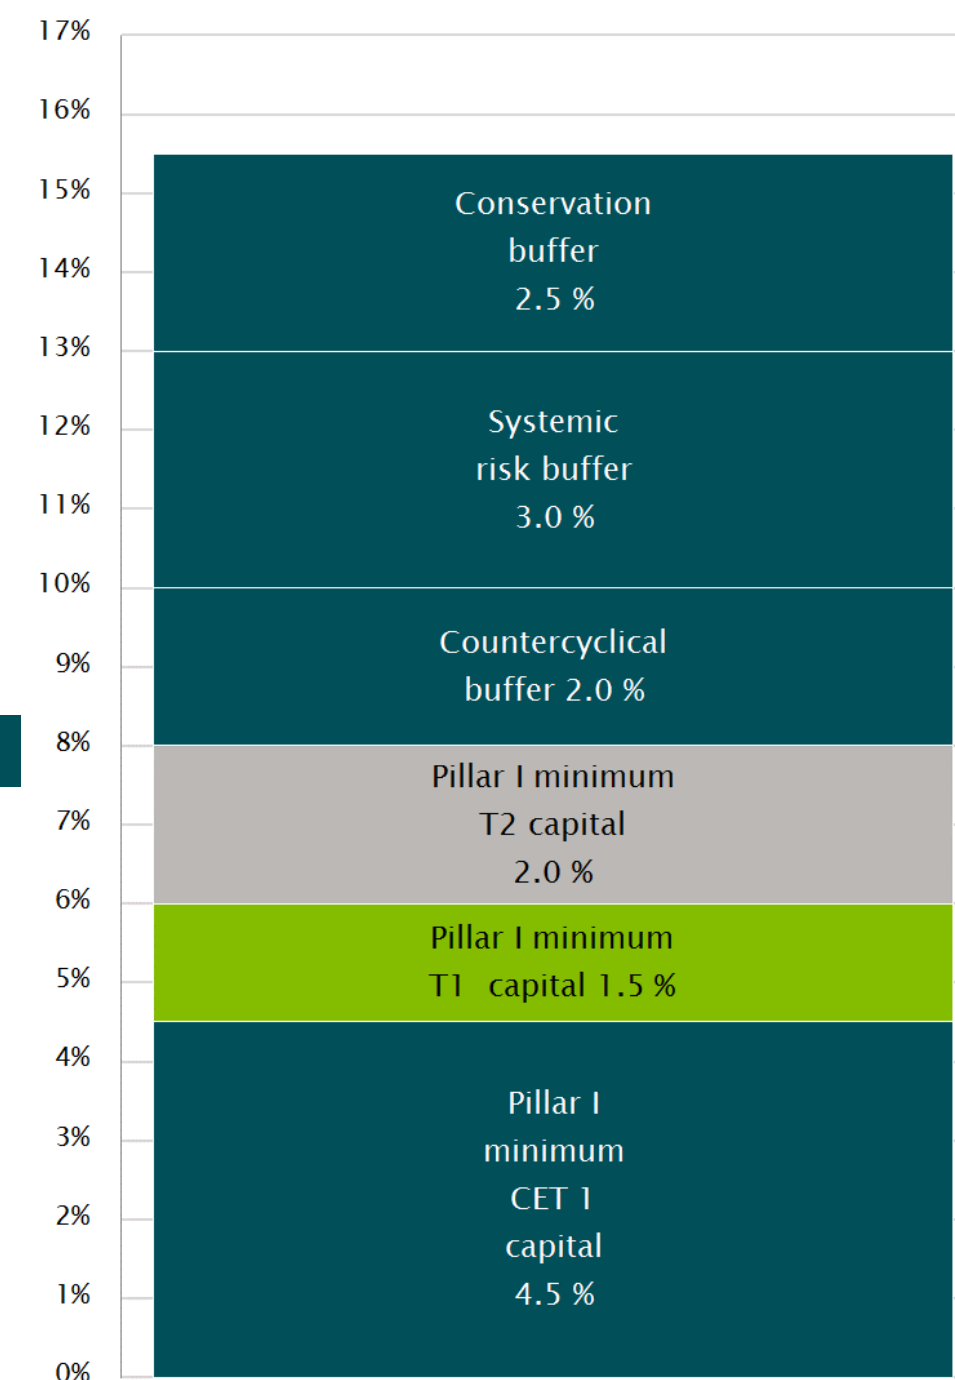 17%
16%
15%
14%
13%
12%
11%
10%
9%
8%
7%
6%
5%
4%
3%
2%
1%
0%
Conservation
buffer
2.5 %
Systemic
risk buffer
3.0 %
Countercyclical
buffer 2.0 %
Pillar I minimum
T2 capital
2.0 %
Pillar I minimum
T1 capital 1.5 %
Pillar I
minimum
CET 1
capital
4.5 %